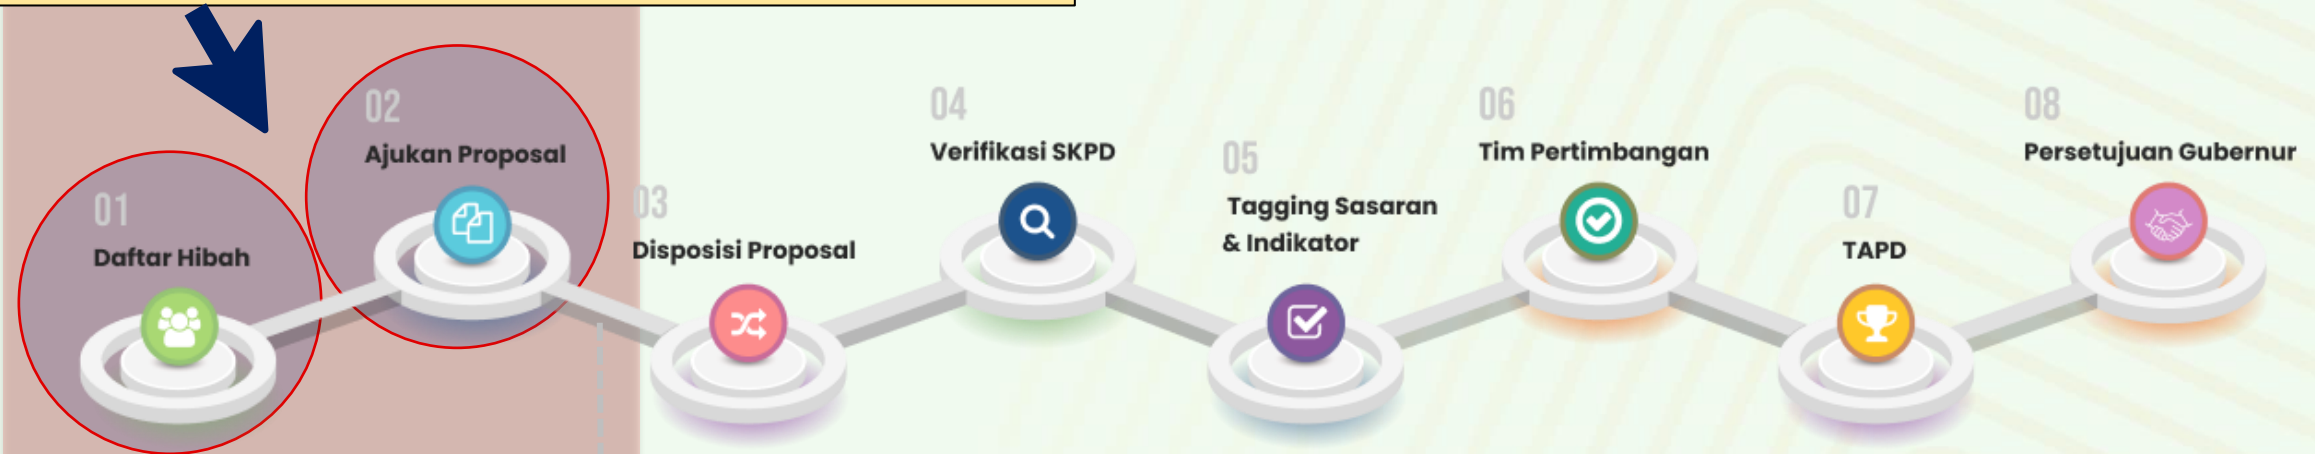 01
Daftar Hibah
02
Ajukan Proposal
03
Disposisi Proposal
04
Verifikasi SKPD
05
Tagging Sasaran
& Indikator
06
Tim Pertimbangan
07
TAPD
08
Persetujuan Gubernur